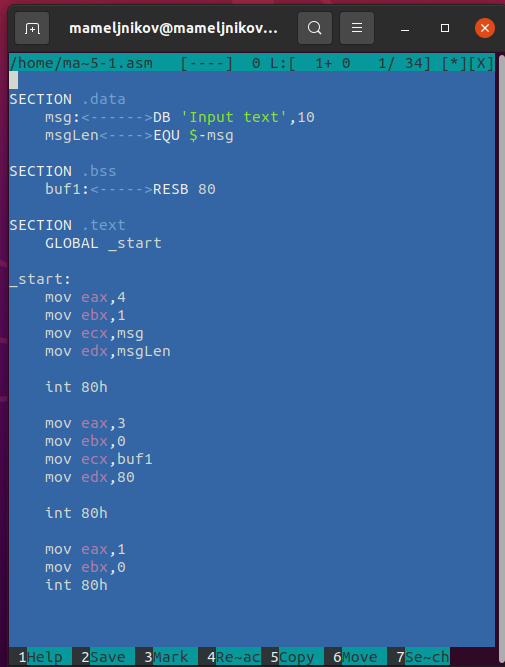 mameljnikov@mameljnikov...
/home/ma~5-1.asm [----] 0 L:[ 1+ 0 1/ 34] [*][X]
SECTION .data
msg:<------>DB 'Input text',10
msgLen<---->EQU $-msg
SECTION .bss
buf1:<----->RESB 80
SECTION .text
GLOBAL _start
_start:
mov eax,4
mov ebx,1
mov ecx,msg
mov edx,msgLen
int 80h
mov eax,3
mov ebx,0
mov ecx,buf1
mov edx,80
int 80h
mov eax,1
mov ebx,0
int 80h
1Help 2Save 3Mark 4Re~ac 5Copy 6Move 7Se~ch